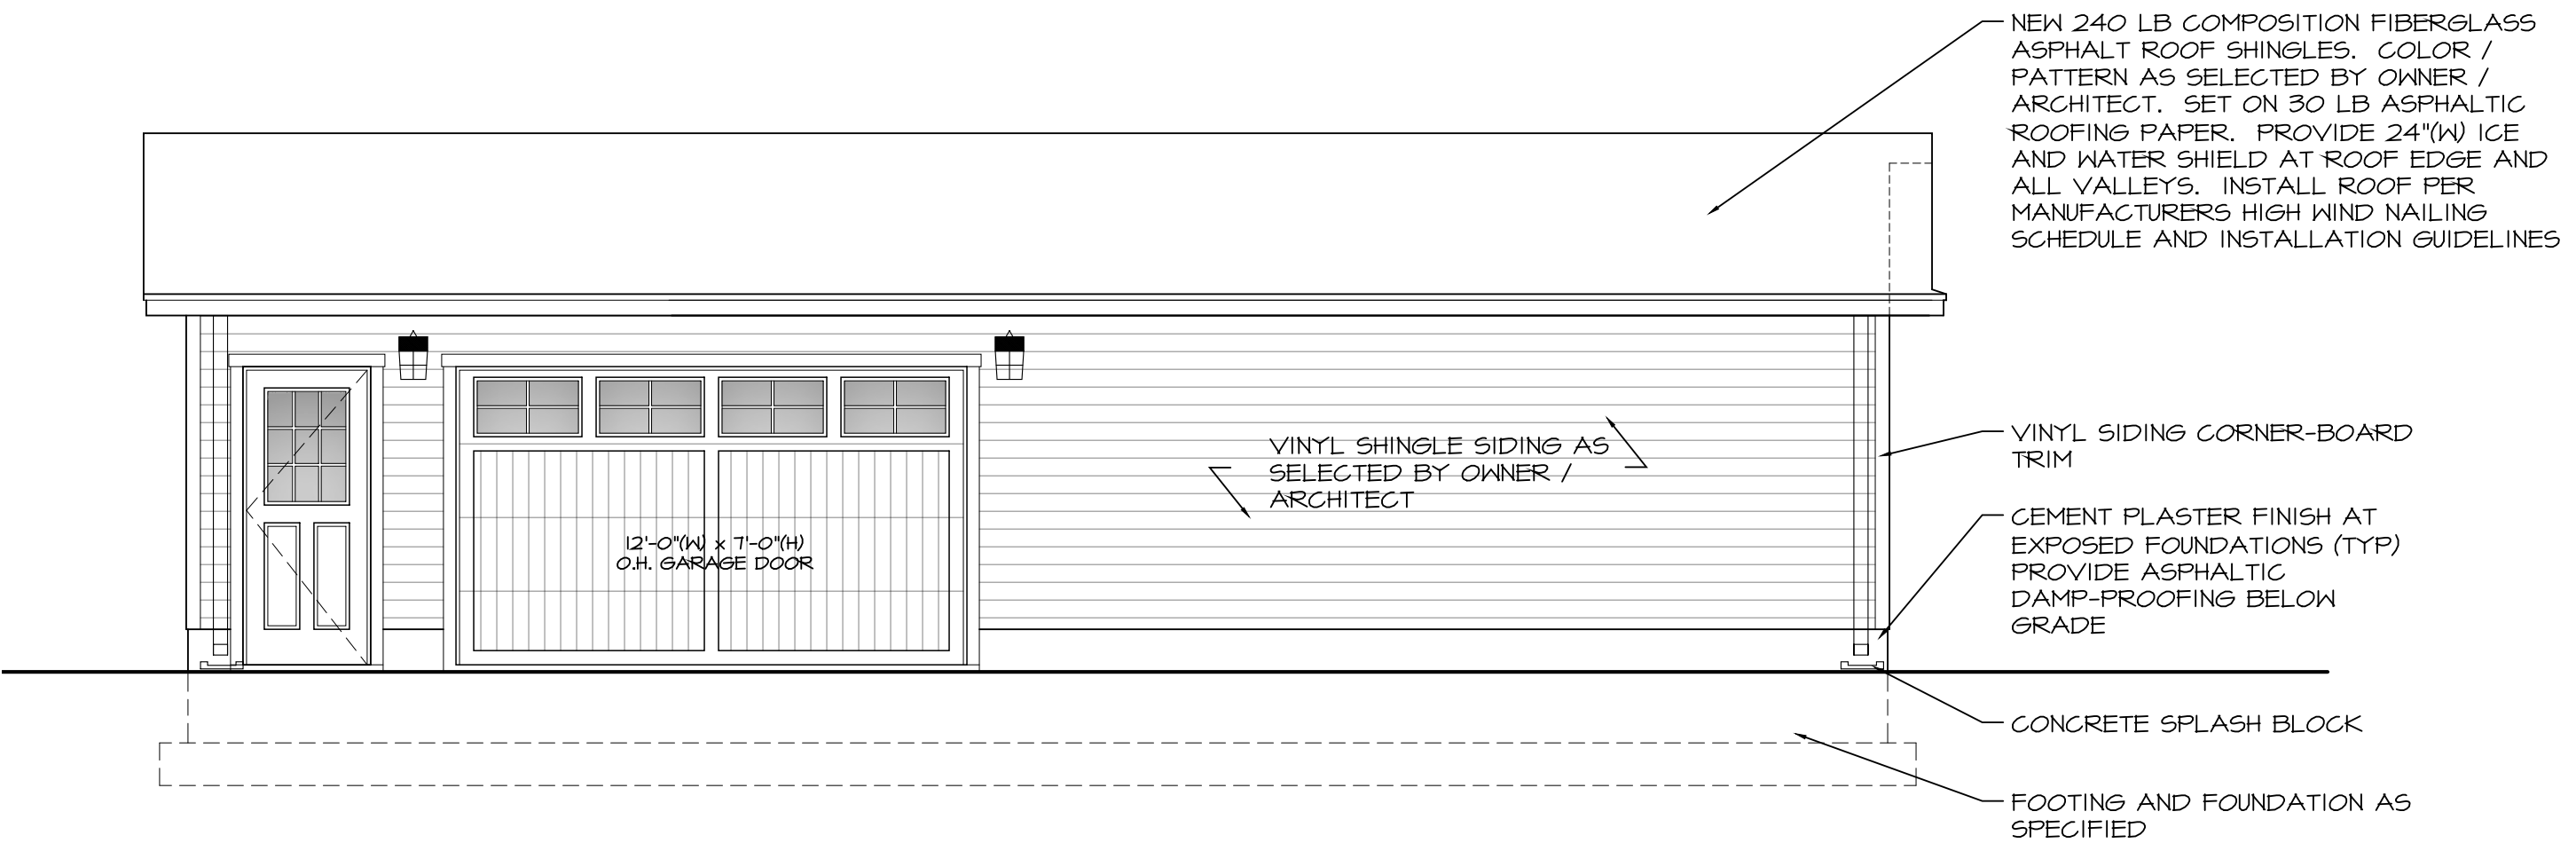 NEW 240 LB COMPOSITION FIBERGLASS
ASPHALT ROOF SHINGLES. COLOR /
PATTERN AS SELECTED BY OWNER /
ARCHITECT. SET ON 30 LB ASPHALTIC
ROOFING PAPER. PROVIDE 24"(W) ICE
AND WATER SHIELD AT ROOF EDGE AND
ALL VALLEYS. INSTALL ROOF PER
MANUFACTURERS HIGH WIND NAILING
SCHEDULE AND INSTALLATION GUIDELINES
VINYL SHINGLE SIDING AS
SELECTED BY OWNER /
ARCHITECT
12'-0"(W) x 7'-0"(H)
O.H. GARAGE DOOR
VINYL SIDING CORNER-BOARD
TRIM
CEMENT PLASTER FINISH AT
EXPOSED FOUNDATIONS (TYP)
PROVIDE ASPHALTIC
DAMP-PROOFING BELOW
GRADE
CONCRETE SPLASH BLOCK
FOOTING AND FOUNDATION AS
SPECIFIED